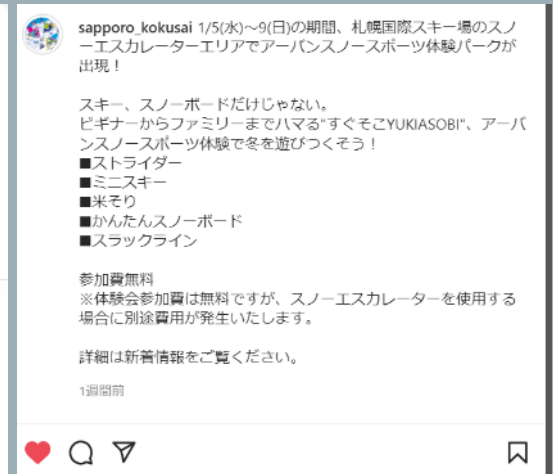 sapporo_kokusai 1/5(水)～9(日)の期間、札幌国際スキー場のスノ
ーエスカレーターエリアでアーバンスノースポーツ体験パークが
出現！
スキー、スノーボードだけじゃない。
ビギナーからファミリーまでハマる"すぐそこYUKIASOBI"、アーバ
ンスノースポーツ体験で冬を遊びつくそう！
■ストライダー
■ミニスキー
■米そり
■かんたんスノーボード
■スラックライン
参加費無料
※体験会参加費は無料ですが、スノーエスカレーターを使用する
場合に別途費用が発生いたします。
詳細は新着情報をご覧ください。
1週間前